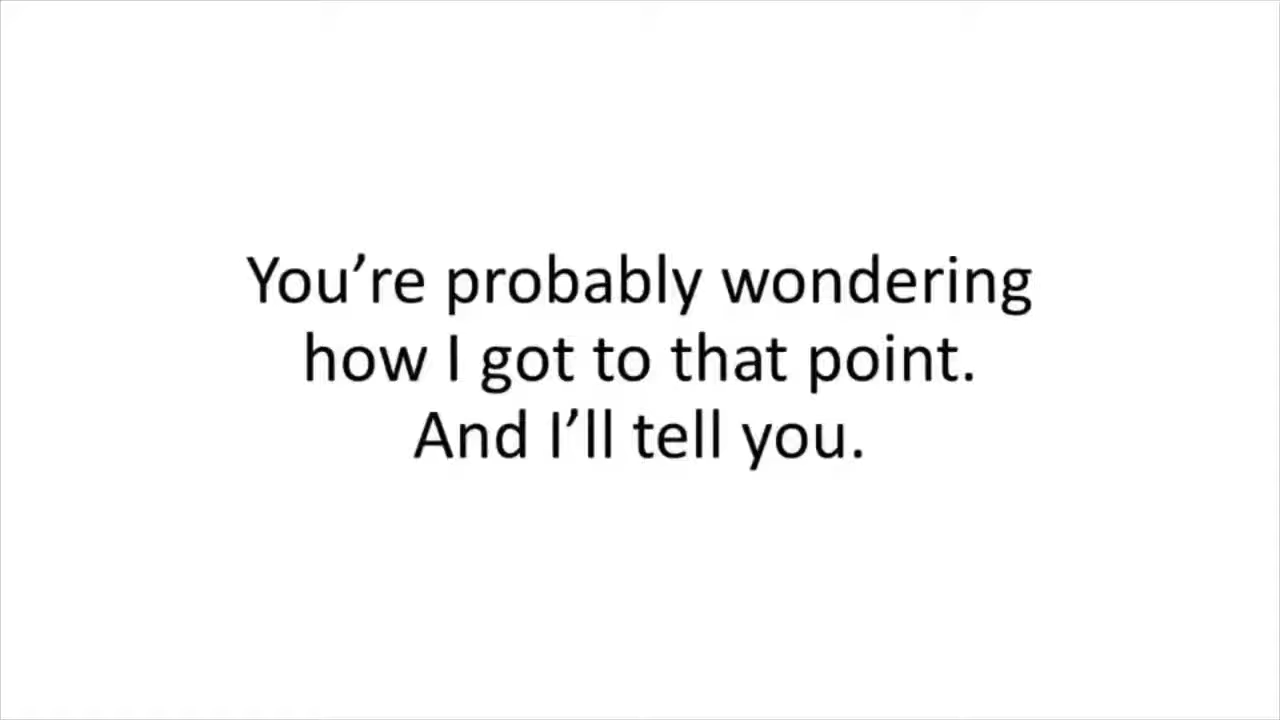 You’re probably wondering
how I got to that point.
And I’ll tell you.